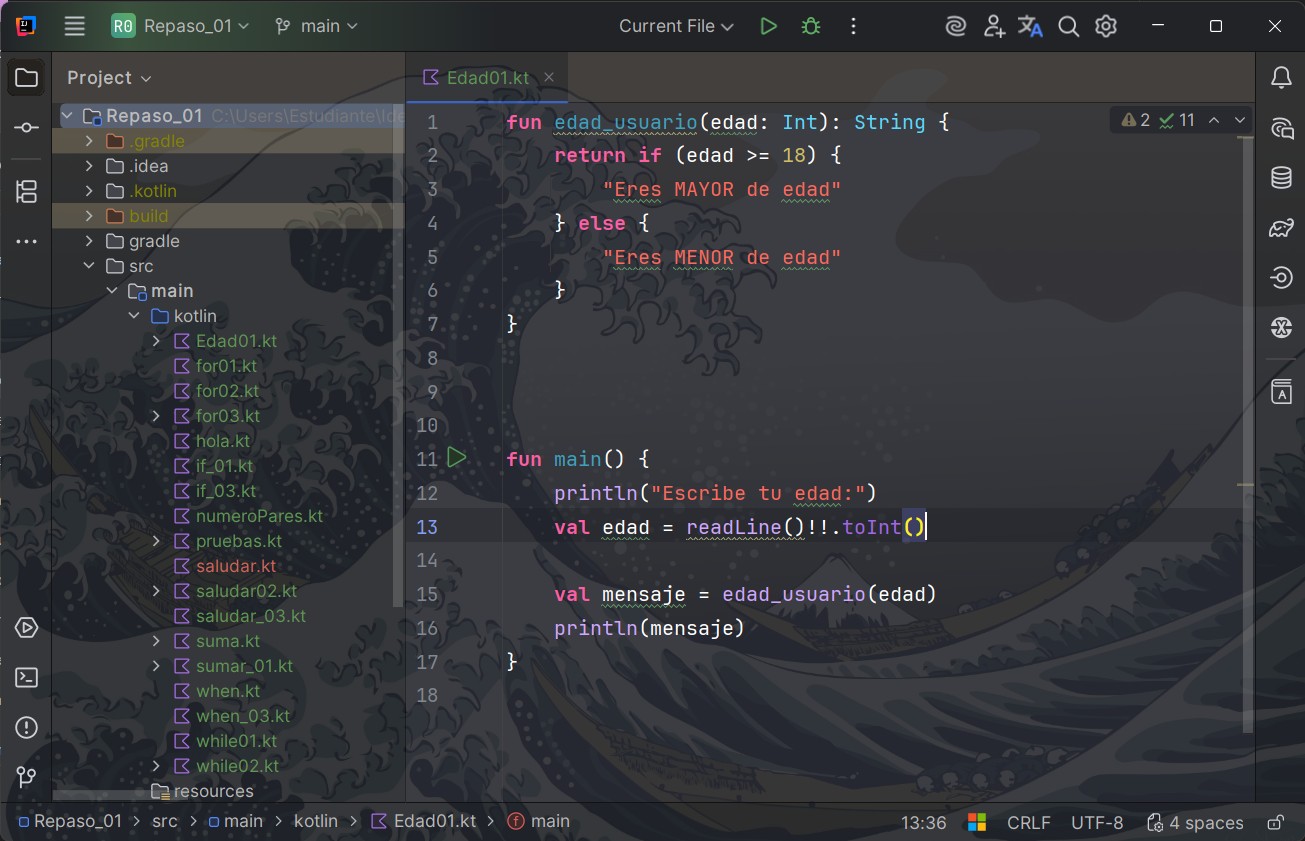 R0 Repaso_01 main Current File
Project
Edad01.kt
Repaso_01 C:\Users\Estudiante\Ide
.gradle
.idea
.kotlin
build
gradle
src
main
kotlin
Edad01.kt
for01.kt
for02.kt
for03.kt
hola.kt
if_01.kt
if_03.kt
numeroPares.kt
pruebas.kt
saludar.kt
saludar02.kt
saludar_03.kt
suma.kt
sumar_01.kt
when.kt
when_03.kt
while01.kt
while02.kt
resources
2 11
1 fun edad_usuario(edad: Int): String {
2 return if (edad >= 18) {
3 "Eres MAYOR de edad"
4 } else {
5 "Eres MENOR de edad"
6 }
7 }
8
9
10
11 fun main() {
12 println("Escribe tu edad:")
13 val edad = readLine()!!.toInt()
14
15 val mensaje = edad_usuario(edad)
16 println(mensaje)
17 }
18
Repaso_01 > src > main > kotlin > Edad01.kt > main 13:36 CRLF UTF-8 4 spaces